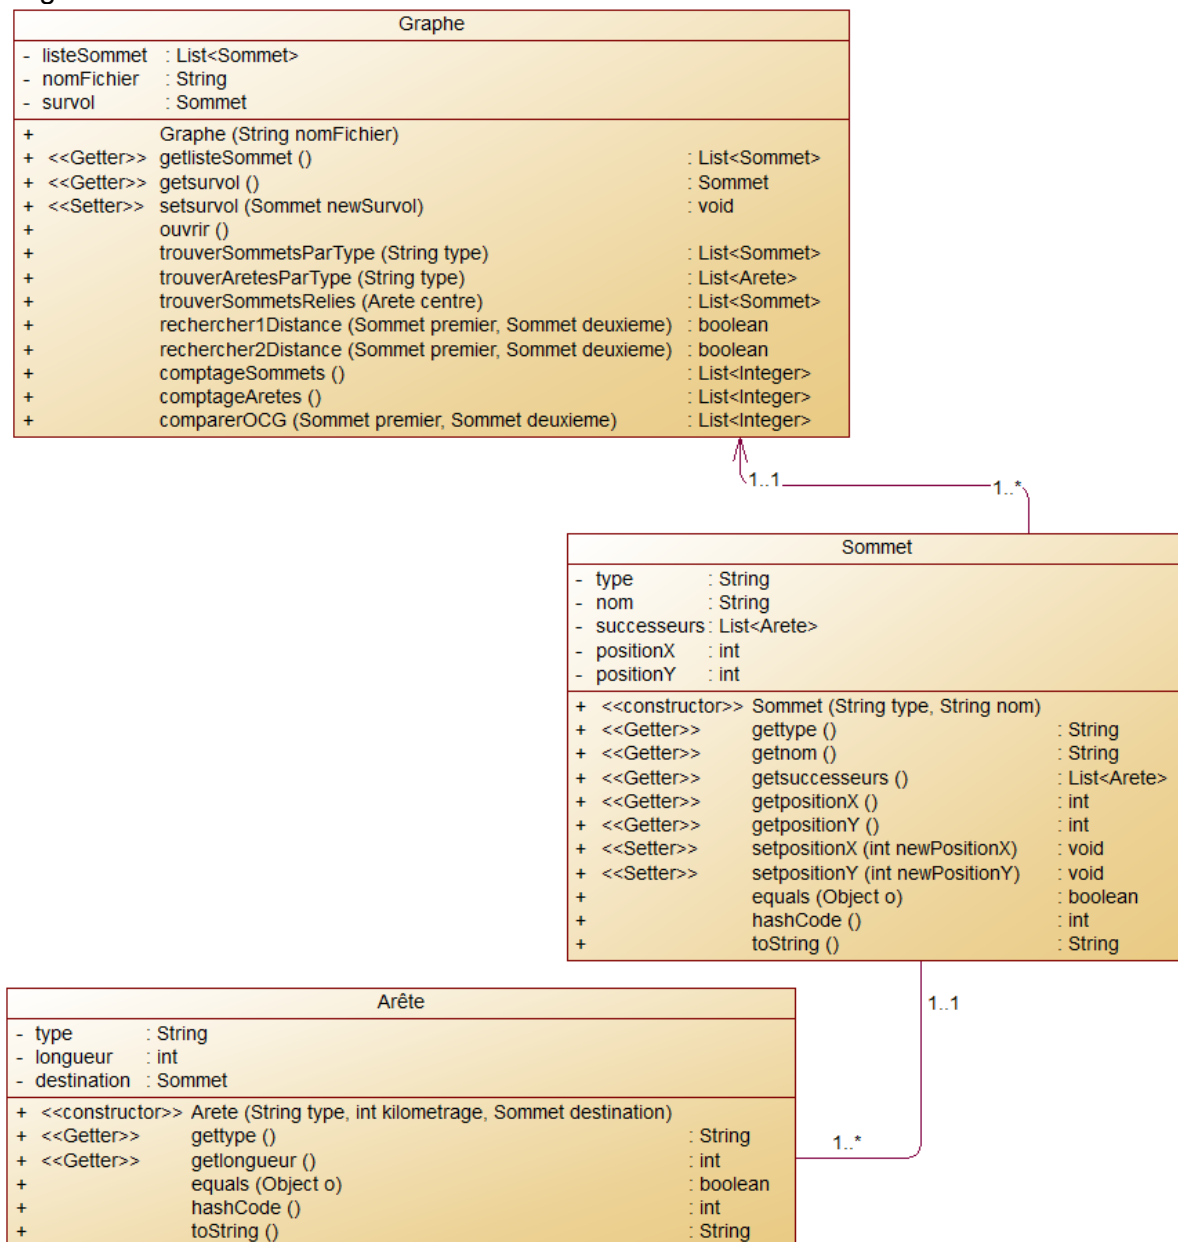 Graphe
- listeSommet : List<Sommet>
- nomFichier : String
- survol : Sommet
+ Graphe (String nomFichier)
+ <<Getter>> getlisteSommet () : List<Sommet>
+ <<Getter>> getsurvol () : Sommet
+ <<Setter>> setsurvol (Sommet newSurvol) : void
+ ouvrir ()
+ trouverSommetsParType (String type) : List<Sommet>
+ trouverAretesParType (String type) : List<Arete>
+ trouverSommetsRelies (Arete centre) : List<Sommet>
+ rechercher1Distance (Sommet premier, Sommet deuxieme) : boolean
+ rechercher2Distance (Sommet premier, Sommet deuxieme) : boolean
+ comptageSommets () : List<Integer>
+ comptageAretes () : List<Integer>
+ comparerOCG (Sommet premier, Sommet deuxieme) : List<Integer>
1..1
1..*
Sommet
- type : String
- nom : String
- successeurs : List<Arete>
- positionX : int
- positionY : int
+ <<constructor>> Sommet (String type, String nom)
+ <<Getter>> gettype () : String
+ <<Getter>> getnom () : String
+ <<Getter>> getsuccesseurs () : List<Arete>
+ <<Getter>> getpositionX () : int
+ <<Getter>> getpositionY () : int
+ <<Setter>> setpositionX (int newPositionX) : void
+ <<Setter>> setpositionY (int newPositionY) : void
+ equals (Object o) : boolean
+ hashCode () : int
+ toString () : String
1..1
1..*
Arête
- type : String
- longueur : int
- destination : Sommet
+ <<constructor>> Arete (String type, int kilometrage, Sommet destination)
+ <<Getter>> gettype () : String
+ <<Getter>> getlongueur () : int
+ equals (Object o) : boolean
+ hashCode () : int
+ toString () : String